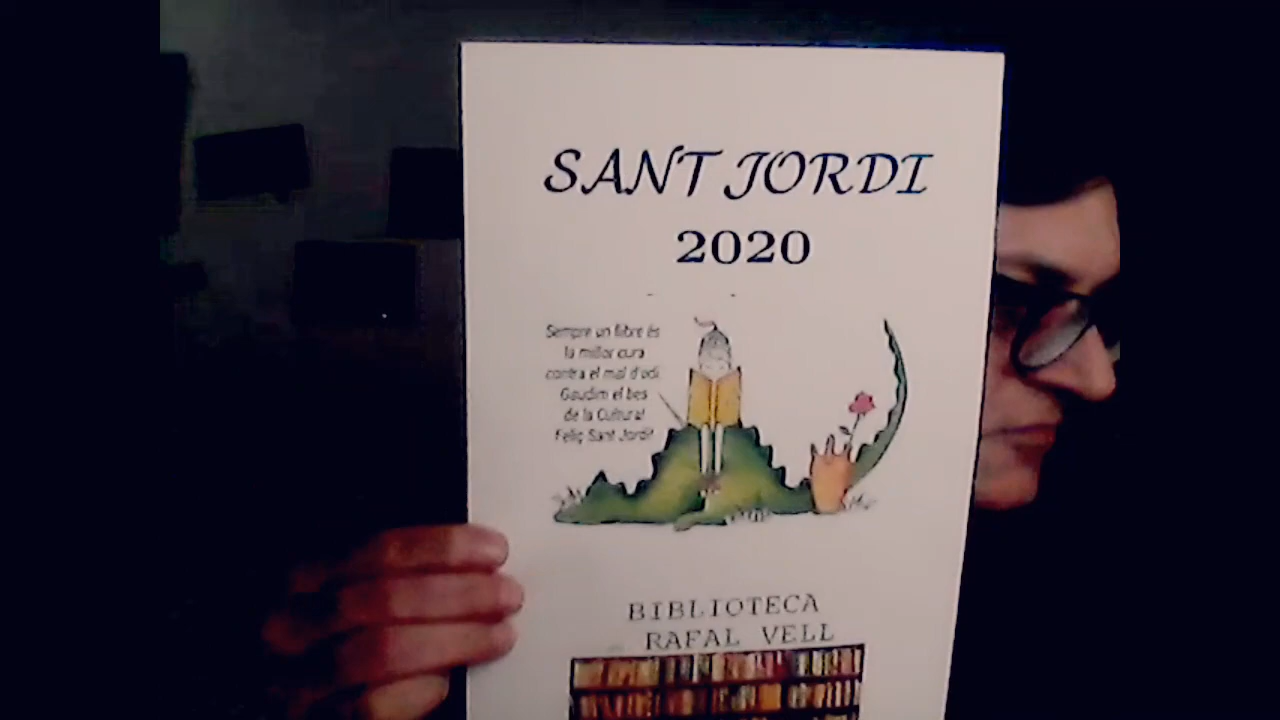 SANT JORDI
2020
Sempre un llibre és
la millor cura
contra el mal d'odi.
Gaudim el bes
de la Cultura!
Feliç Sant Jordi!
BIBLIOTECA
RAFAL VELL